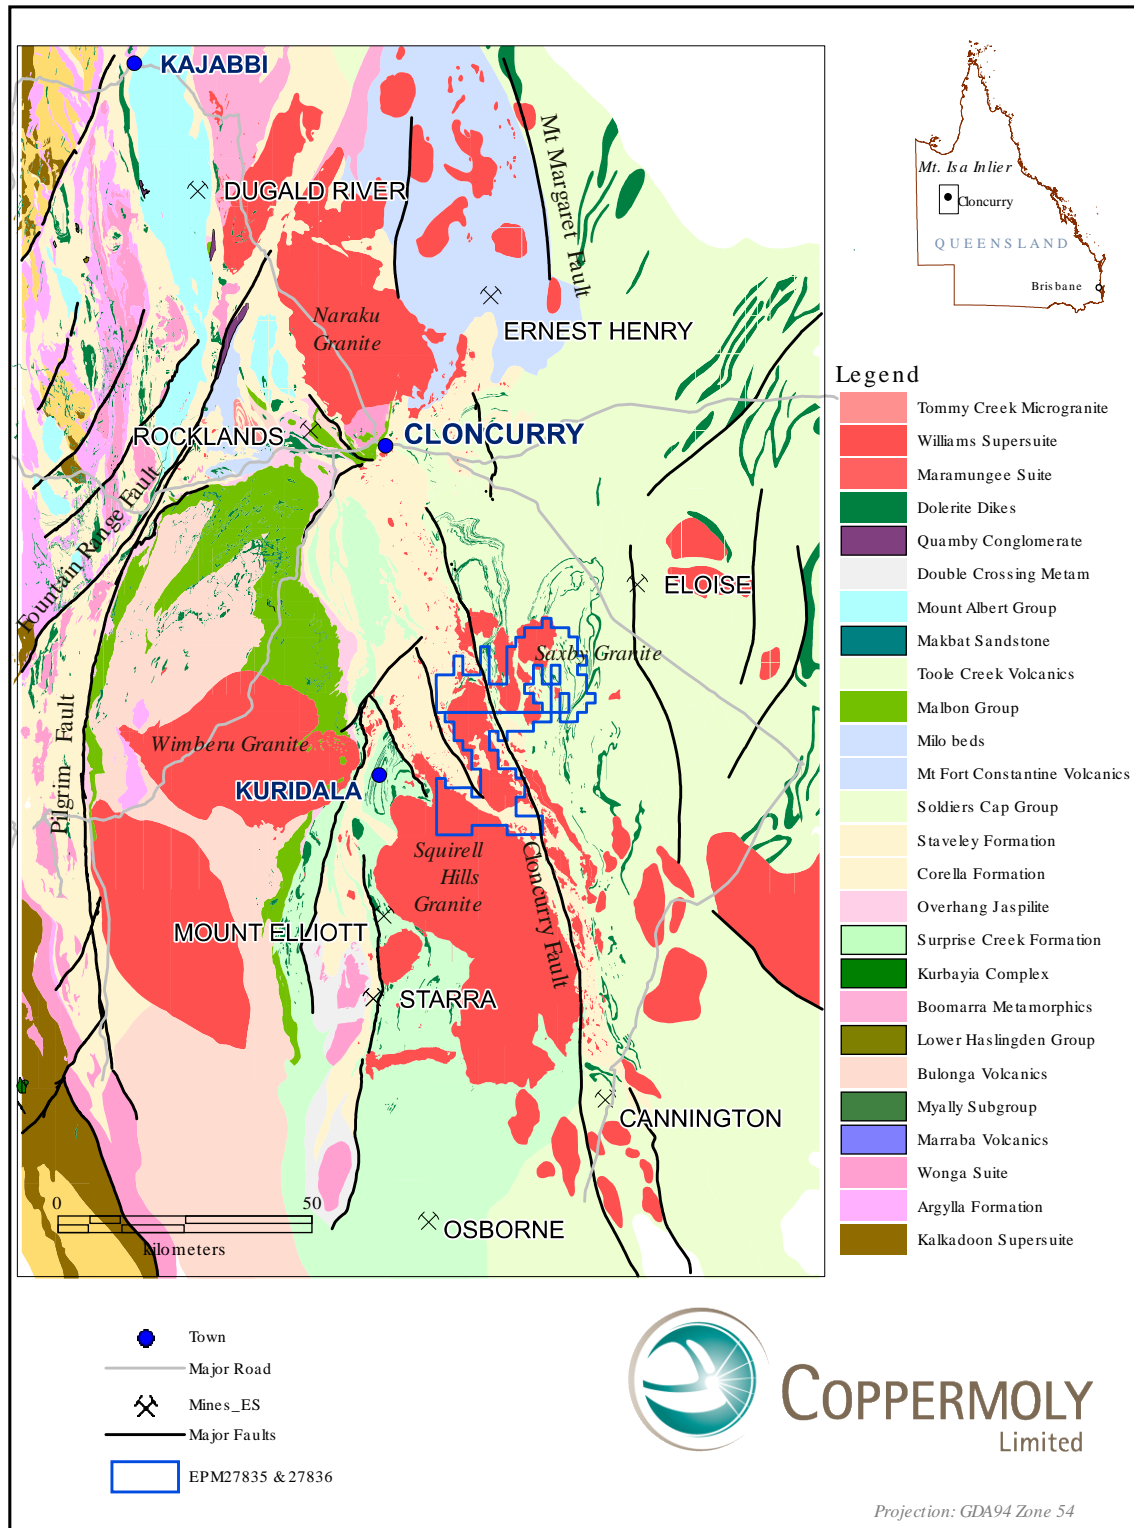 KAJABBI
DUGALD RIVER
Mt Margaret Fault
Naraku
Granite
ERNEST HENRY
ROCKLANDS
CLONCURRY
Fountain Range Fault
ELOISE
Saxby Granite
Pilgrim Fault
Wimberu Granite
KURIDALA
Squirell
Hills
Granite
Cloncurry Fault
MOUNT ELLIOTT
STARRA
CANNINGTON
OSBORNE
0 50
kilometers
Mt. Isa Inlier
Cloncurry
QUEENSLAND
Brisbane
Legend
Tommy Creek Microgranite
Williams Supersuite
Maramungee Suite
Dolerite Dikes
Quamby Conglomerate
Double Crossing Metam
Mount Albert Group
Makbat Sandstone
Toole Creek Volcanics
Malbon Group
Milo beds
Mt Fort Constantine Volcanics
Soldiers Cap Group
Staveley Formation
Corella Formation
Overhang Jaspilite
Surprise Creek Formation
Kurbayia Complex
Boomarra Metamorphics
Lower Haslingden Group
Bulonga Volcanics
Myally Subgroup
Marraba Volcanics
Wonga Suite
Argylla Formation
Kalkadoon Supersuite
Town
Major Road
Mines_ES
Major Faults
EPM27835 & 27836
COPPERMOLY
Limited
Projection: GDA94 Zone 54